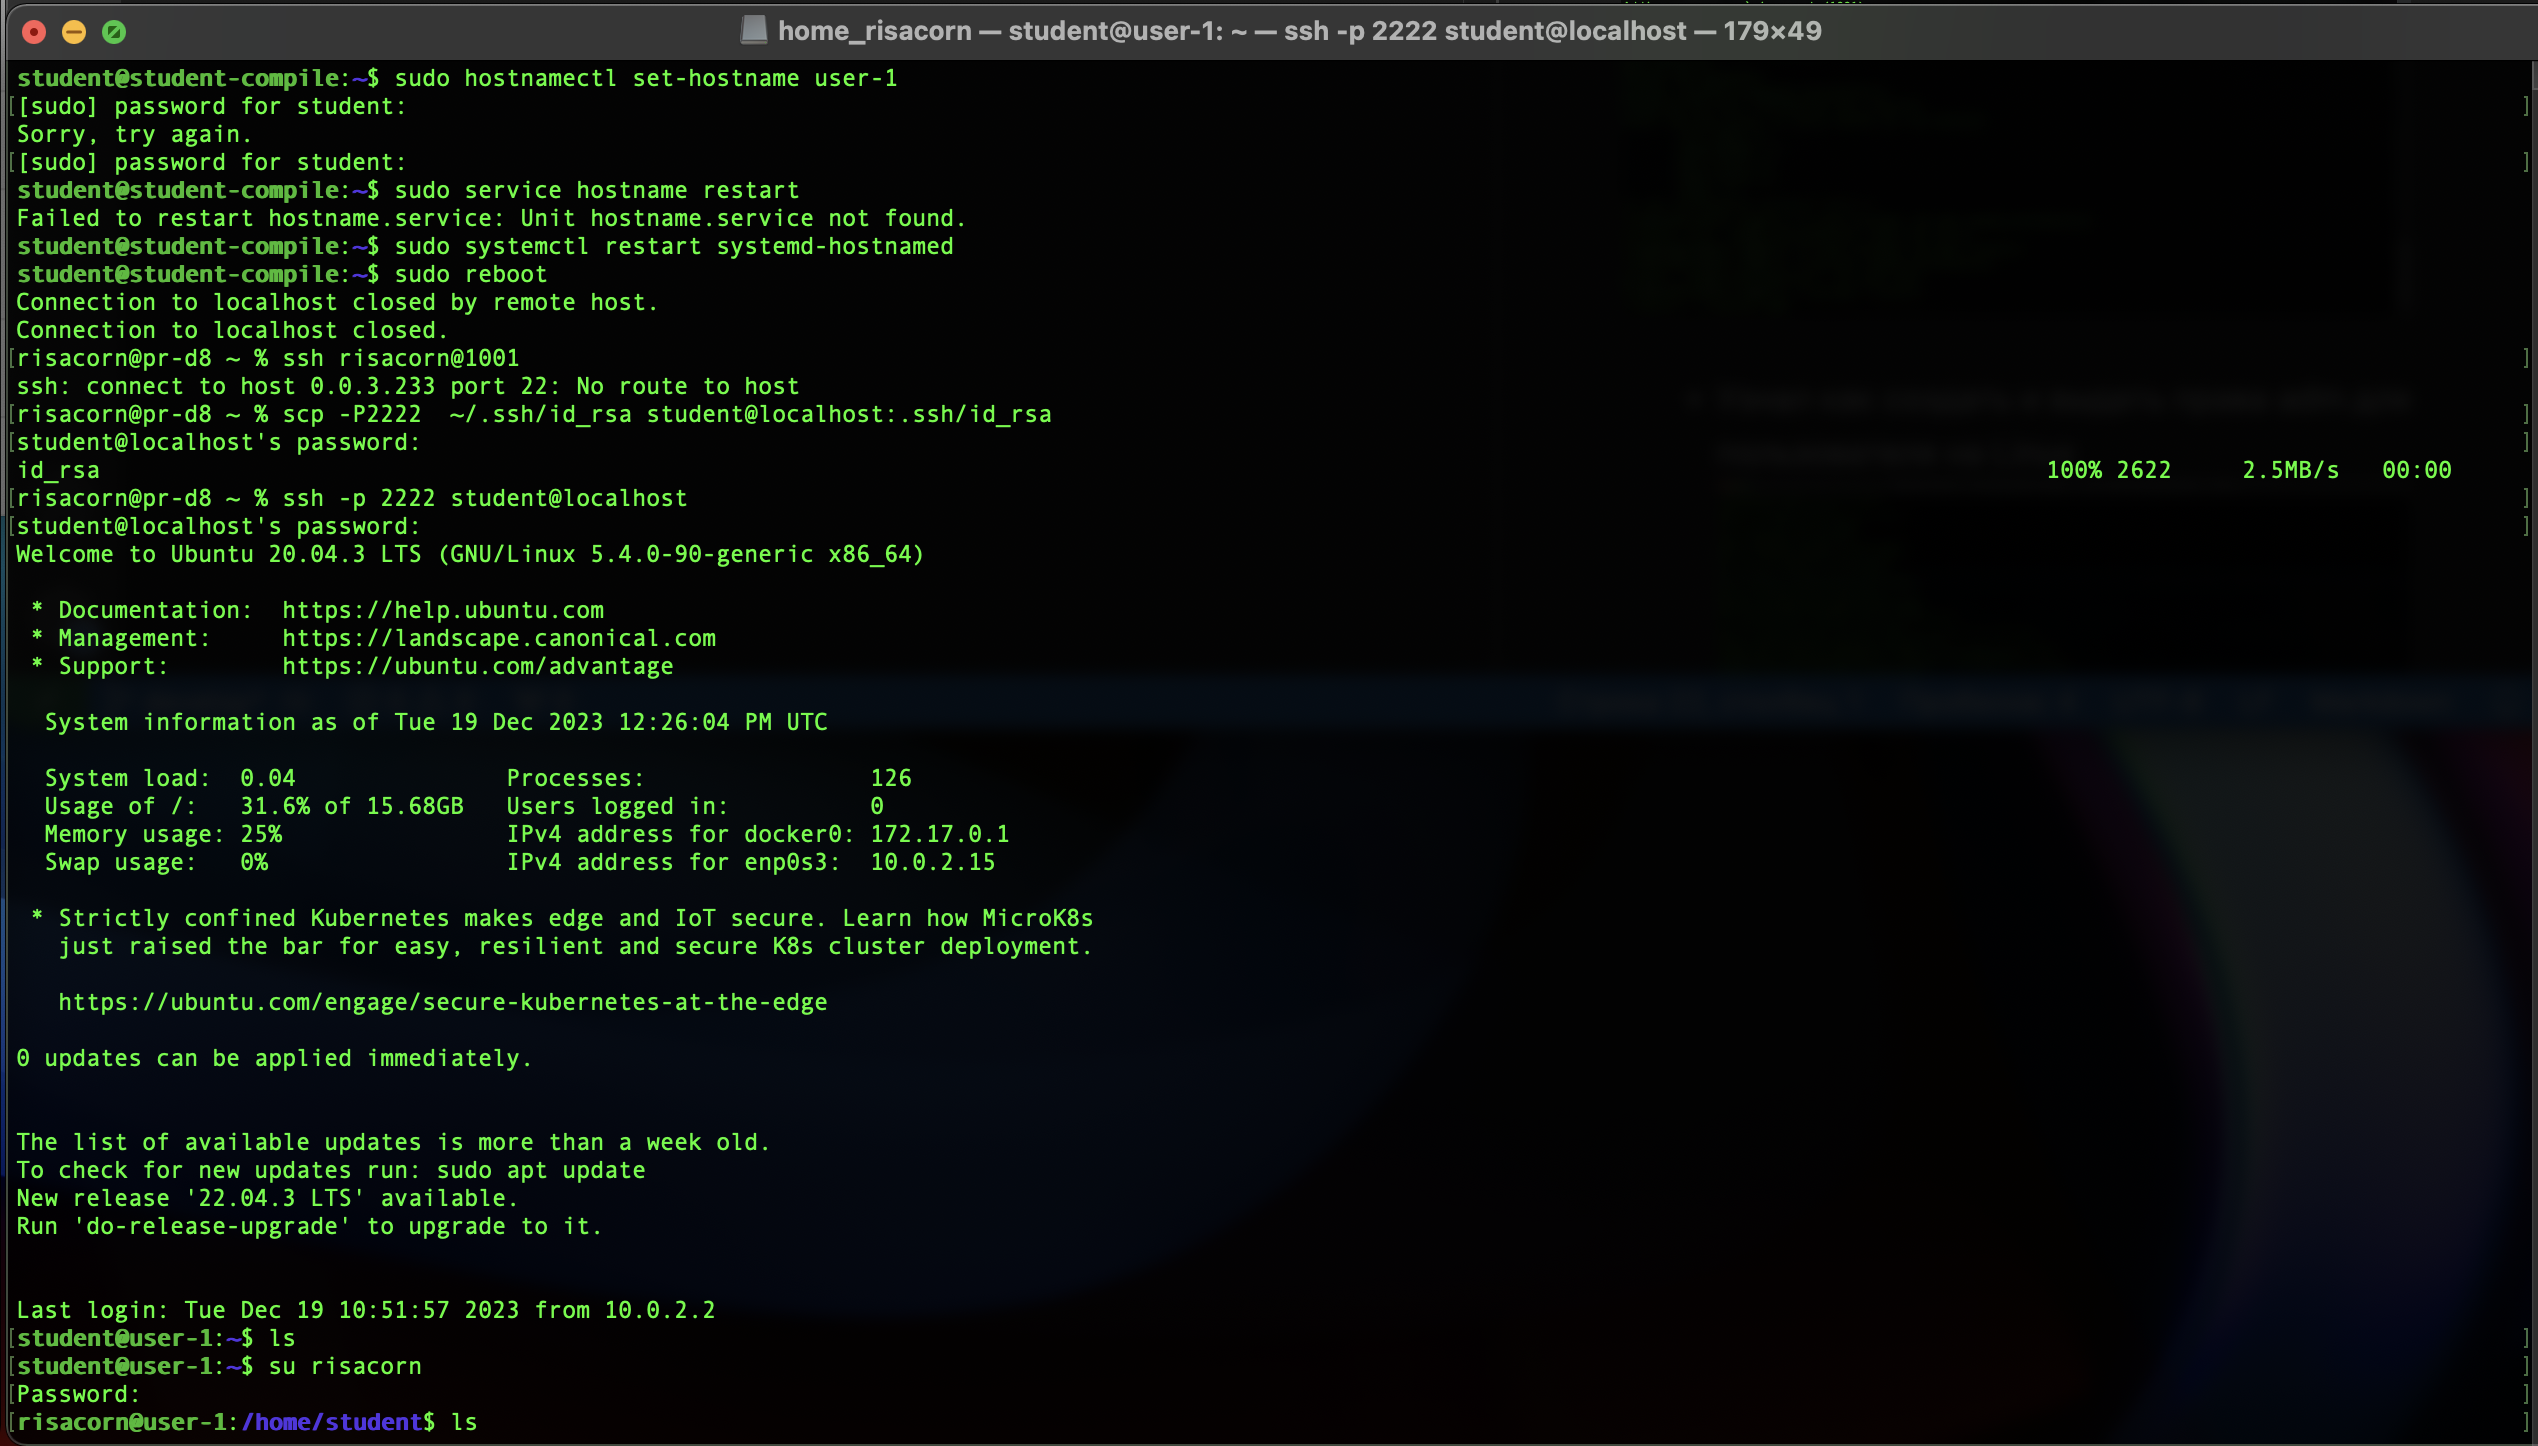 home_risacorn — student@user-1: ~ — ssh -p 2222 student@localhost — 179×49
student@student-compile:~$ sudo hostnamectl set-hostname user-1
[[sudo] password for student: ]
Sorry, try again.
[[sudo] password for student: ]
student@student-compile:~$ sudo service hostname restart
Failed to restart hostname.service: Unit hostname.service not found.
student@student-compile:~$ sudo systemctl restart systemd-hostnamed
student@student-compile:~$ sudo reboot
Connection to localhost closed by remote host.
Connection to localhost closed.
[risacorn@pr-d8 ~ % ssh risacorn@1001 ]
ssh: connect to host 0.0.3.233 port 22: No route to host
[risacorn@pr-d8 ~ % scp -P2222  ~/.ssh/id_rsa student@localhost:.ssh/id_rsa ]
[student@localhost's password: ]
id_rsa 100% 2622 2.5MB/s 00:00
[risacorn@pr-d8 ~ % ssh -p 2222 student@localhost ]
[student@localhost's password: ]
Welcome to Ubuntu 20.04.3 LTS (GNU/Linux 5.4.0-90-generic x86_64)
* Documentation:  https://help.ubuntu.com
* Management:     https://landscape.canonical.com
* Support:        https://ubuntu.com/advantage
System information as of Tue 19 Dec 2023 12:26:04 PM UTC
System load:  0.04               Processes:                126
Usage of /:   31.6% of 15.68GB   Users logged in:          0
Memory usage: 25%                IPv4 address for docker0: 172.17.0.1
Swap usage:   0%                 IPv4 address for enp0s3:  10.0.2.15
* Strictly confined Kubernetes makes edge and IoT secure. Learn how MicroK8s
just raised the bar for easy, resilient and secure K8s cluster deployment.
https://ubuntu.com/engage/secure-kubernetes-at-the-edge
0 updates can be applied immediately.
The list of available updates is more than a week old.
To check for new updates run: sudo apt update
New release '22.04.3 LTS' available.
Run 'do-release-upgrade' to upgrade to it.
Last login: Tue Dec 19 10:51:57 2023 from 10.0.2.2
[student@user-1:~$ ls ]
[student@user-1:~$ su risacorn ]
[Password: ]
[risacorn@user-1:/home/student$ ls ]